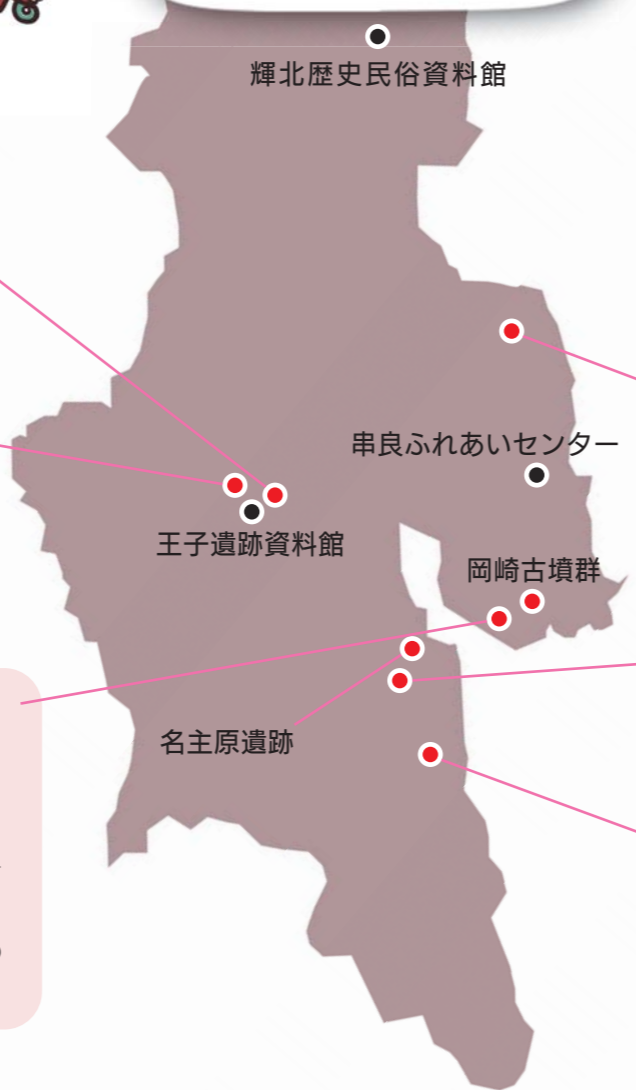 輝北歴史民俗資料館
串良ふれあいセンター
王子遺跡資料館
岡崎古墳群
名主原遺跡